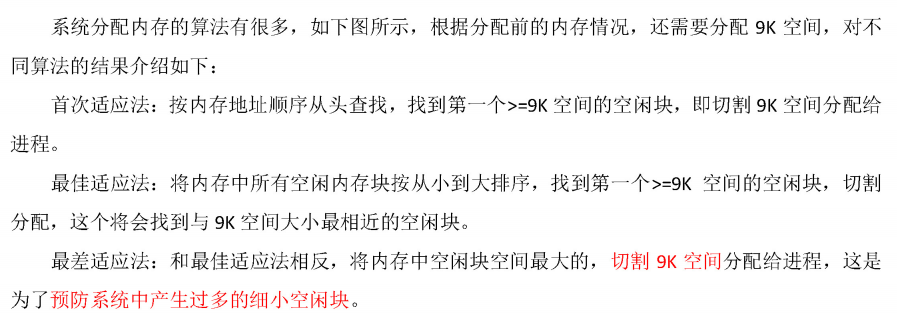 系统分配内存的算法有很多，如下图所示，根据分配前的内存情况，还需要分配 9K 空间，对不
同算法的结果介绍如下：
首次适应法：按内存地址顺序从头查找，找到第一个>=9K 空间的空闲块，即切割 9K 空间分配给
进程。
最佳适应法：将内存中所有空闲内存块按从小到大排序，找到第一个>=9K 空间的空闲块，切割
分配，这个将会找到与 9K 空间大小最相近的空闲块。
最差适应法：和最佳适应法相反，将内存中空闲块空间最大的，切割 9K 空间分配给进程，这是
为了预防系统中产生过多的细小空闲块。